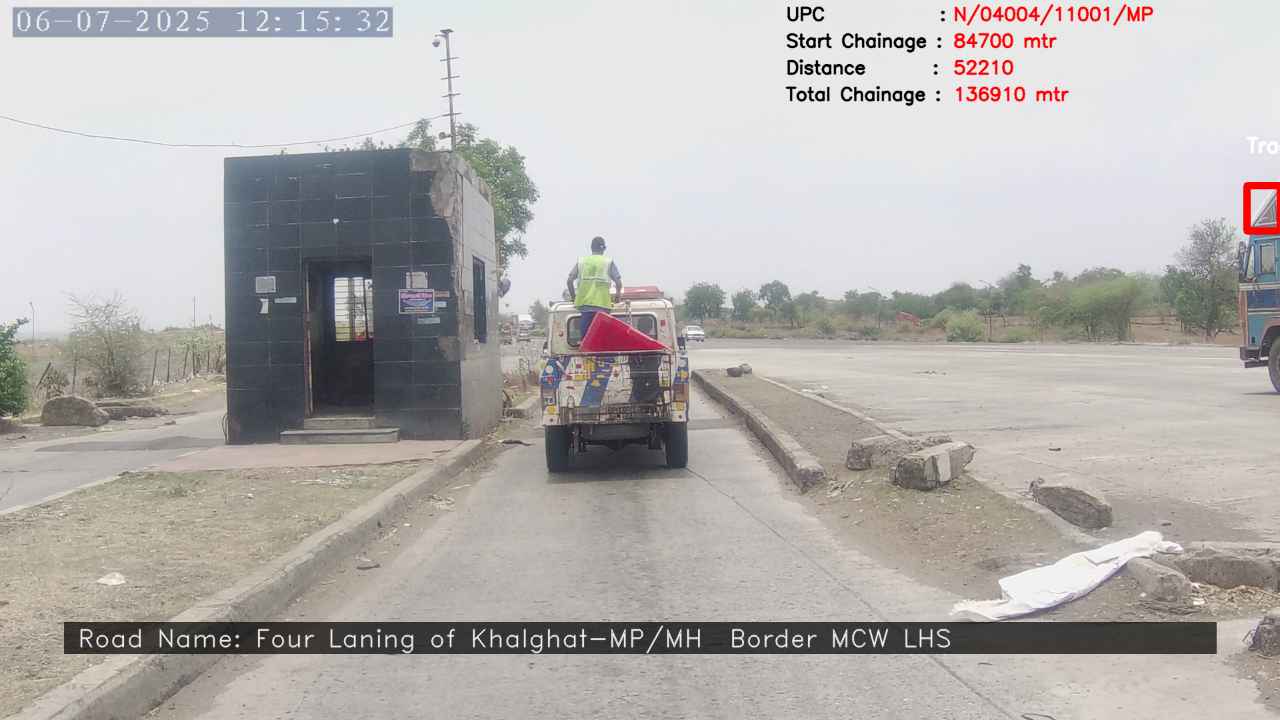 06-07-2025 12:15:32
UPC : N/04004/11001/MP
Start Chainage : 84700 mtr
Distance : 52210
Total Chainage : 136910 mtr
Tro
Road Name: Four Laning of Khalghat-MP/MH Border MCW LHS